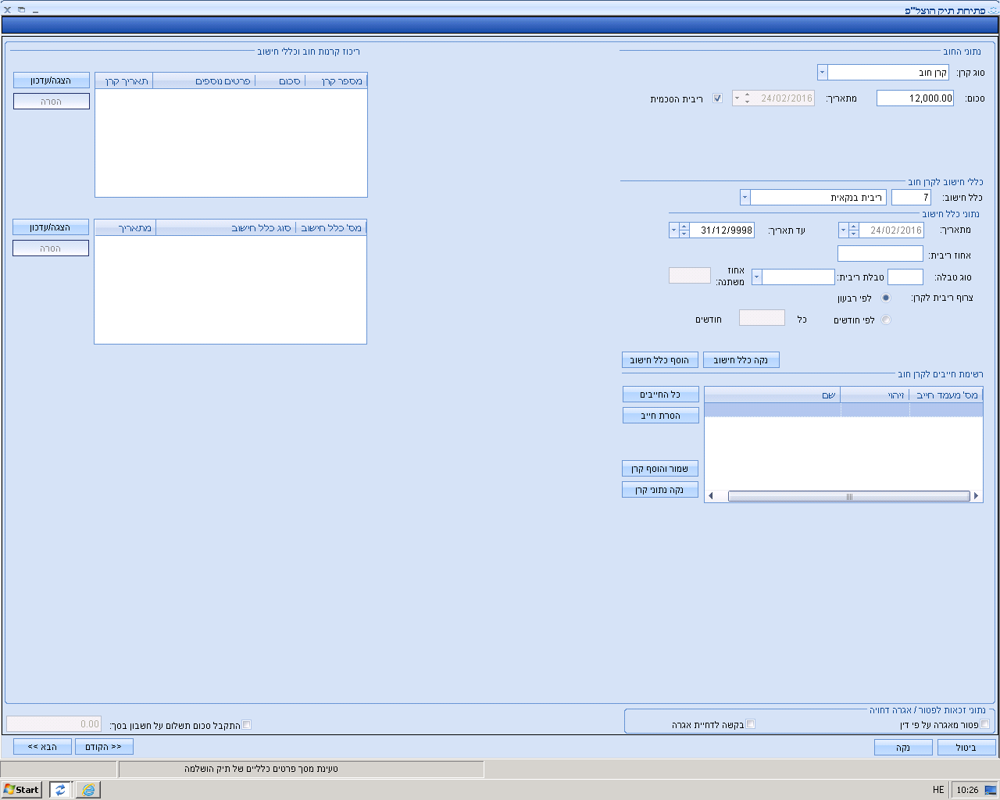 פתיחת תיק הוצל"פ
נתוני החוב
סוג קרן: קרן חוב
סכום: 12,000.00 מתאריך: 24/02/2016 ריבית הסכמית
כללי חישוב לקרן חוב
כלל חישוב: 7 ריבית בנקאית
נתוני כלל חישוב
מתאריך: 24/02/2016 עד תאריך: 31/12/9998
אחוז ריבית:
סוג טבלה: טבלת ריבית: אחוז משתנה:
צרוף ריבית לקרן: לפי רבעון
לפי חודשים כל חודשים
נקה כלל חישוב הוסף כלל חישוב
רשימת חייבים לקרן חוב
מס' מעמד חייב זיהוי שם
כל החייבים
הסרת חייב
שמור והוסף קרן
נקה נתוני קרן
ריכוז קרנות חוב וכללי חישוב
מספר קרן סכום פרטים נוספים תאריך קרן
הצגה/עדכון
הסרה
מס' כלל חישוב סוג כלל חישוב מתאריך
הצגה/עדכון
הסרה
נתוני זכאות לפטור / אגרה דחויה
פטור מאגרה על פי דין בקשה לדחיית אגרה
התקבל סכום תשלום על חשבון בסך: 0.00
ביטול נקה
<< הקודם הבא >>
טעינת מסך פרטים כלליים של תיק הושלמה
Start HE 10:26